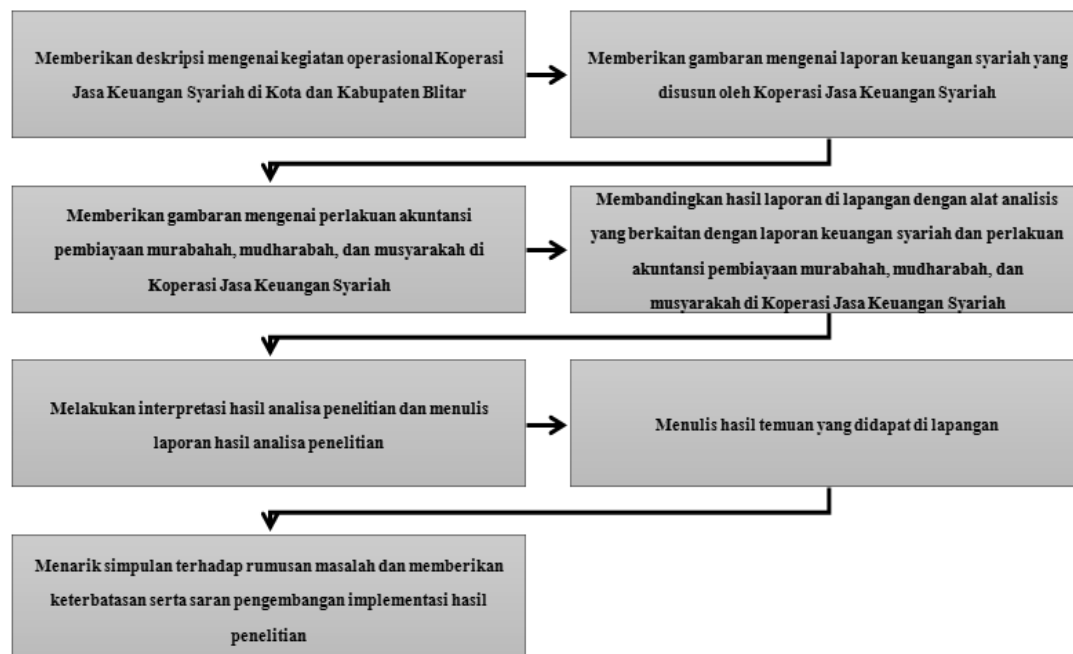 Memberikan deskripsi mengenai kegiatan operasional Koperasi
Jasa Keuangan Syariah di Kota dan Kabupaten Blitar
Memberikan gambaran mengenai laporan keuangan syariah yang
disusun oleh Koperasi Jasa Keuangan Syariah
Memberikan gambaran mengenai perlakuan akuntansi
pembiayaan murabahah, mudharabah, dan musyarakah di
Koperasi Jasa Keuangan Syariah
Membandingkan hasil laporan di lapangan dengan alat analisis
yang berkaitan dengan laporan keuangan syariah dan perlakuan
akuntansi pembiayaan murabahah, mudharabah, dan
musyarakah di Koperasi Jasa Keuangan Syariah
Melakukan interpretasi hasil analisa penelitian dan menulis
laporan hasil analisa penelitian
Menulis hasil temuan yang didapat di lapangan
Menarik simpulan terhadap rumusan masalah dan memberikan
keterbatasan serta saran pengembangan implementasi hasil
penelitian